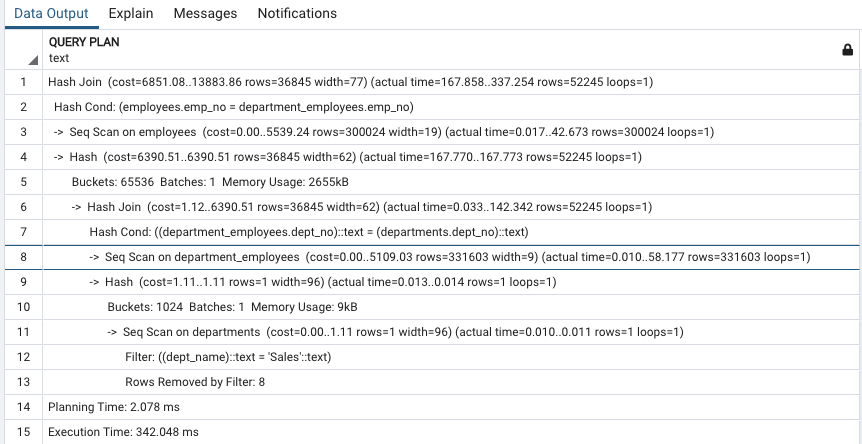 Data Output Explain Messages Notifications
QUERY PLAN
text
1 Hash Join (cost=6851.08..13883.86 rows=36845 width=77) (actual time=167.858..337.254 rows=52245 loops=1)
2 Hash Cond: (employees.emp_no = department_employees.emp_no)
3 -> Seq Scan on employees (cost=0.00..5539.24 rows=300024 width=19) (actual time=0.017..42.673 rows=300024 loops=1)
4 -> Hash (cost=6390.51..6390.51 rows=36845 width=62) (actual time=167.770..167.773 rows=52245 loops=1)
5 Buckets: 65536 Batches: 1 Memory Usage: 2655kB
6 -> Hash Join (cost=1.12..6390.51 rows=36845 width=62) (actual time=0.033..142.342 rows=52245 loops=1)
7 Hash Cond: ((department_employees.dept_no)::text = (departments.dept_no)::text)
8 -> Seq Scan on department_employees (cost=0.00..5109.03 rows=331603 width=9) (actual time=0.010..58.177 rows=331603 loops=1)
9 -> Hash (cost=1.11..1.11 rows=1 width=96) (actual time=0.013..0.014 rows=1 loops=1)
10 Buckets: 1024 Batches: 1 Memory Usage: 9kB
11 -> Seq Scan on departments (cost=0.00..1.11 rows=1 width=96) (actual time=0.010..0.011 rows=1 loops=1)
12 Filter: ((dept_name)::text = 'Sales'::text)
13 Rows Removed by Filter: 8
14 Planning Time: 2.078 ms
15 Execution Time: 342.048 ms